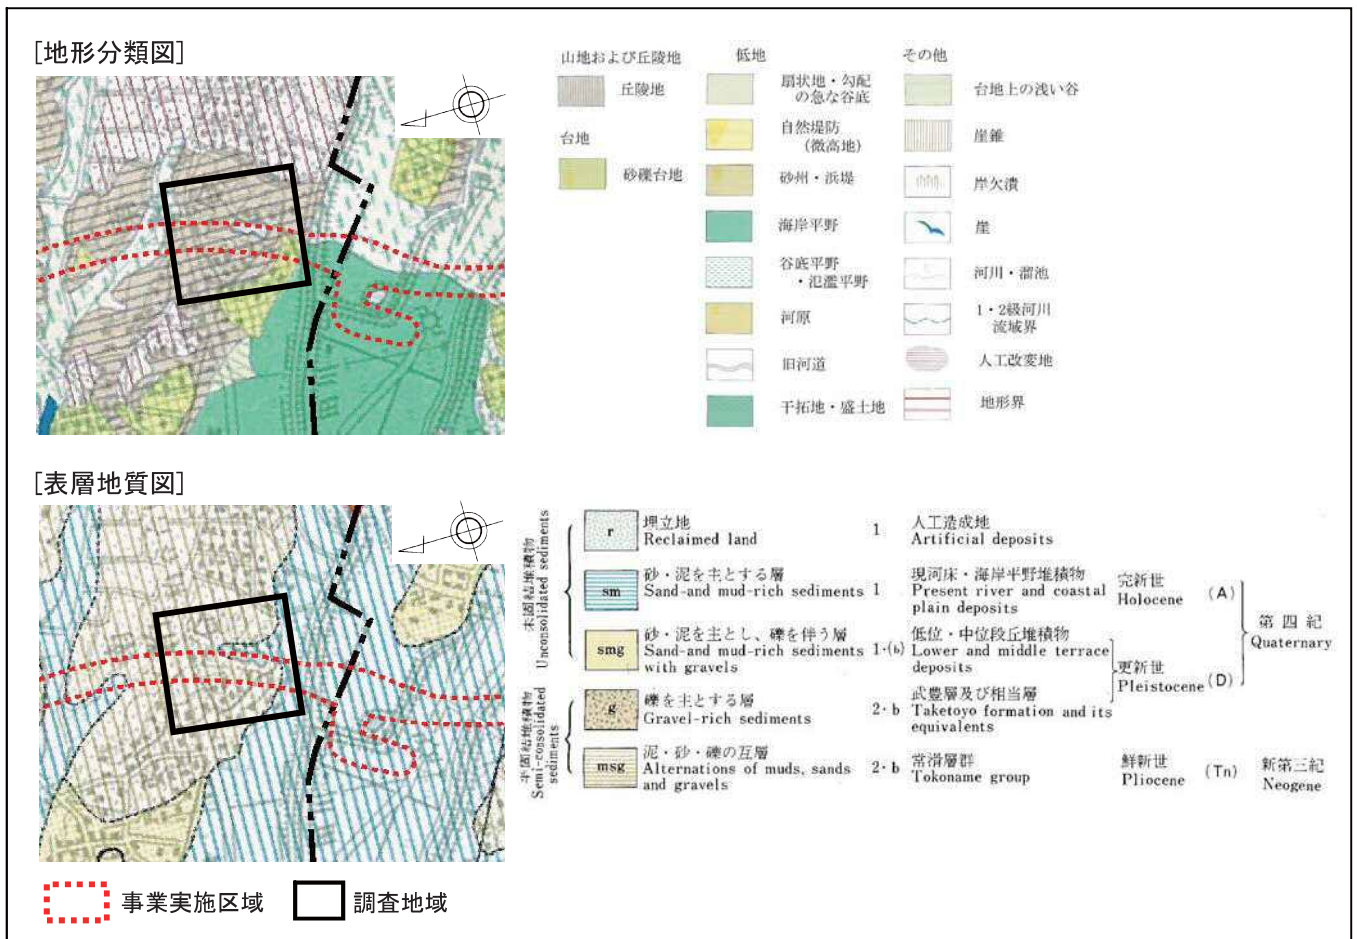 [地形分類図]
山地および丘陵地
丘陵地
台地
砂礫台地
低地
扇状地・勾配
の急な谷底
自然堤防
(微高地)
砂州・浜堤
海岸平野
谷底平野
・氾濫平野
河原
旧河道
干拓地・盛土地
その他
台地上の浅い谷
崖錐
岸欠潰
崖
河川・溜池
1・2級河川
流域界
人工改変地
地形界
[表層地質図]
未固結堆積物
Unconsolidated sediments
半固結堆積物
Semi-consolidated
sediments
r
埋立地
Reclaimed land
1
人工造成地
Artificial deposits
sm
砂・泥を主とする層
Sand-and mud-rich sediments
1
現河床・海岸平野堆積物
Present river and coastal
plain deposits
完新世
Holocene
(A)
smg
砂・泥を主とし、礫を伴う層
Sand-and mud-rich sediments
with gravels
1・(b)
低位・中位段丘堆積物
Lower and middle terrace
deposits
更新世
Pleistocene
(D)
第四紀
Quaternary
g
礫を主とする層
Gravel-rich sediments
2・b
武豊層及び相当層
Taketoyo formation and its
equivalents
msg
泥・砂・礫の互層
Alternations of muds, sands
and gravels
2・b
常滑層群
Tokoname group
鮮新世
Pliocene
(Tn)
新第三紀
Neogene
事業実施区域
調査地域